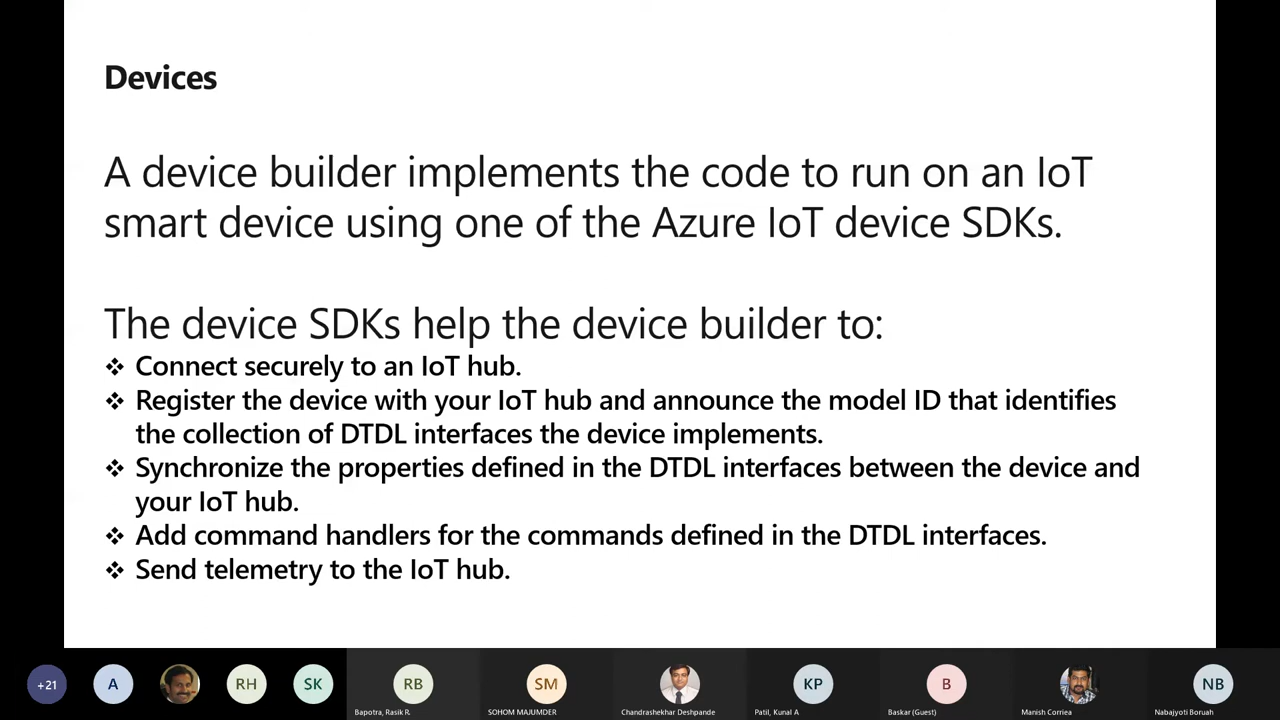 Devices
A device builder implements the code to run on an IoT
smart device using one of the Azure IoT device SDKs.
The device SDKs help the device builder to:
❖ Connect securely to an IoT hub.
❖ Register the device with your IoT hub and announce the model ID that identifies
the collection of DTDL interfaces the device implements.
❖ Synchronize the properties defined in the DTDL interfaces between the device and
your IoT hub.
❖ Add command handlers for the commands defined in the DTDL interfaces.
❖ Send telemetry to the IoT hub.
+21 A RH SK RB SM KP B NB
Bapotra, Rasik R. SOHOM MAJUMDER Chandrashekhar Deshpande Patil, Kunal A Baskar (Guest) Manish Corriea Nabajyoti Boruah